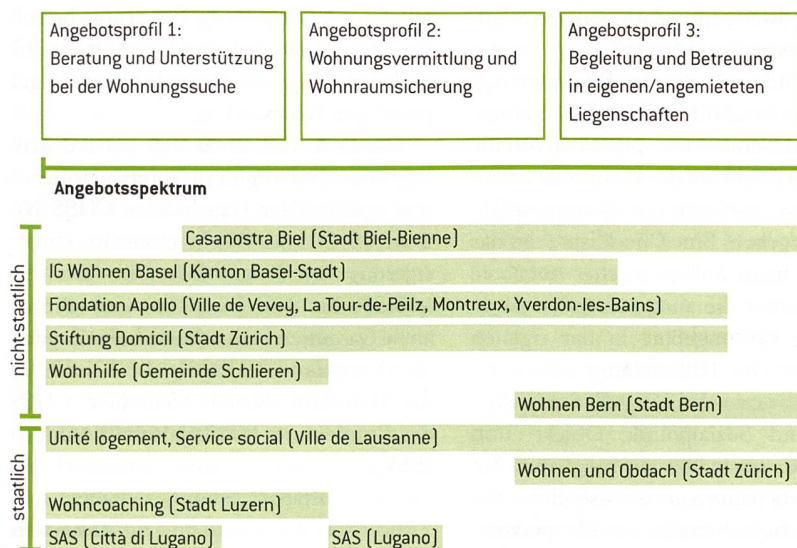 Angebotsprofil 1:
Beratung und Unterstützung
bei der Wohnungssuche
Angebotsprofil 2:
Wohnungsvermittlung und
Wohnraumsicherung
Angebotsprofil 3:
Begleitung und Betreuung
in eigenen/angemieteten
Liegenschaften
Angebotsspektrum
nicht-staatlich
Casanostra Biel (Stadt Biel-Bienne)
IG Wohnen Basel (Kanton Basel-Stadt)
Fondation Apollo (Ville de Vevey, La Tour-de-Peilz, Montreux, Yverdon-les-Bains)
Stiftung Domicil (Stadt Zürich)
Wohnhilfe (Gemeinde Schlieren)
Wohnen Bern (Stadt Bern)
staatlich
Unité logement, Service social (Ville de Lausanne)
Wohnen und Obdach (Stadt Zürich)
Wohncoaching (Stadt Luzern)
SAS (Città di Lugano) SAS (Lugano)